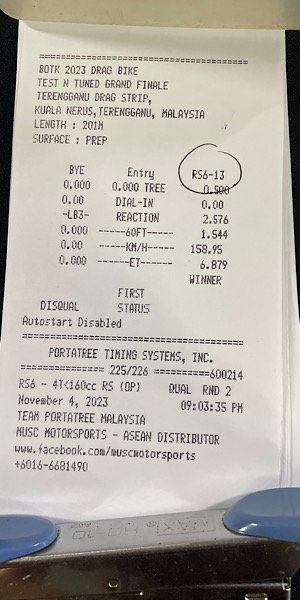 ========================================
BOTK 2023 DRAG BIKE
TEST N TUNED GRAND FINALE
TERENGGANU DRAG STRIP,
KUALA NERUS,TERENGGANU, MALAYSIA
LENGTH : 201M
SURFACE : PREP
BYE Entry RS6-13
0.000 0.000 TREE 0.500
0.00 DIAL-IN 0.00
-LB3- REACTION 2.576
0.000 ------60FT------ 1.544
0.00 ------KM/H------ 158.95
0.000 -------ET------- 6.879
WINNER
FIRST
DISQUAL STATUS
Autostart Disabled
========================================
PORTATREE TIMING SYSTEMS, INC.
================ 225/226 ==========600214
RS6 - 4T<160cc RS (OP) QUAL RND 2
November 4, 2023 09:03:35 PM
TEAM PORTATREE MALAYSIA
MUSC MOTORSPORTS - ASEAN DISTRIBUTOR
www.facebook.com/muscmotorsports
+6016-6681490